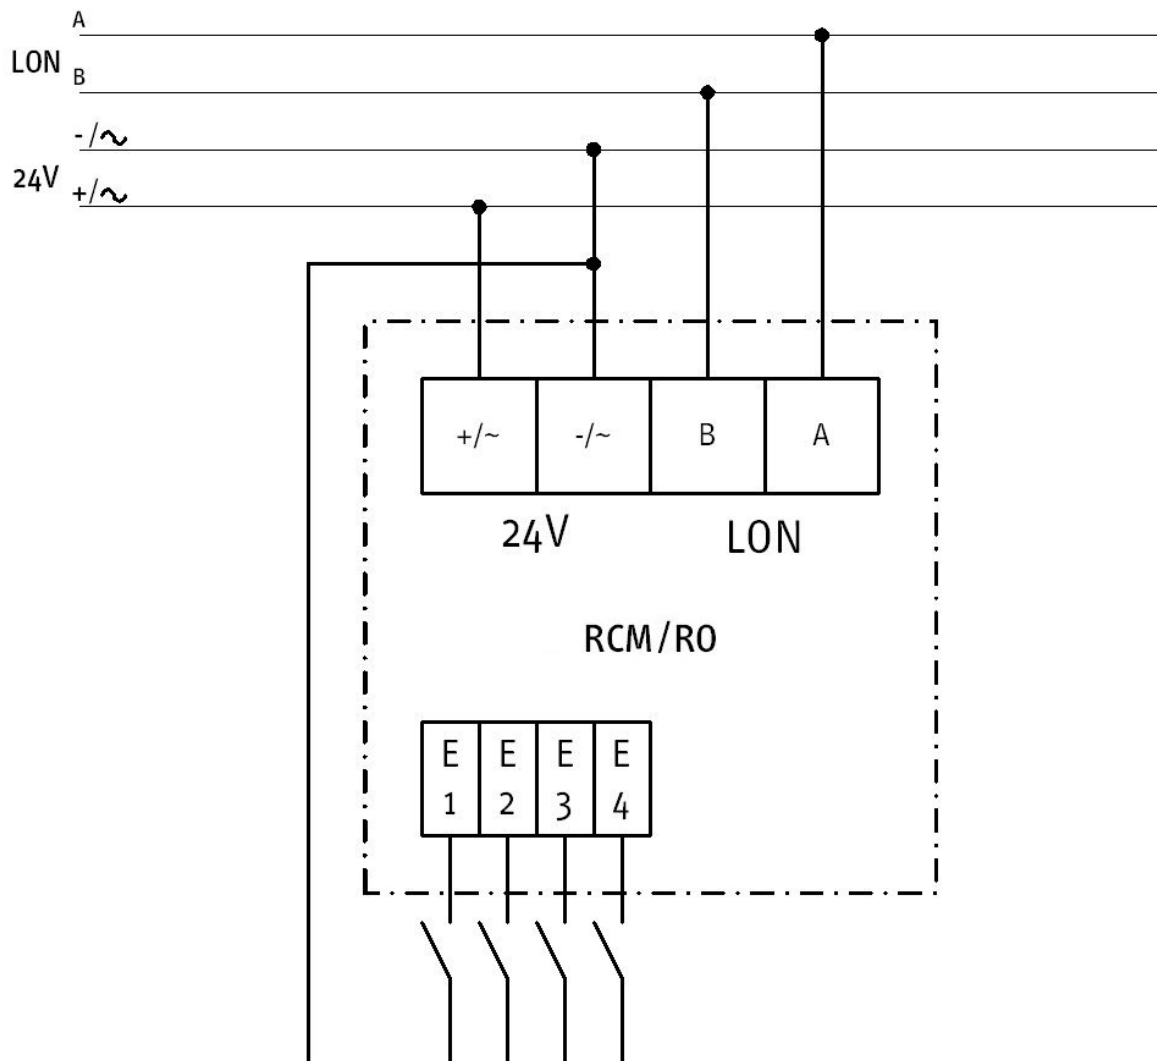 A
LON
B
-/~
24V
+/~
+/~ -/~ B A
24V LON
RCM/RO
E E E E
1 2 3 4